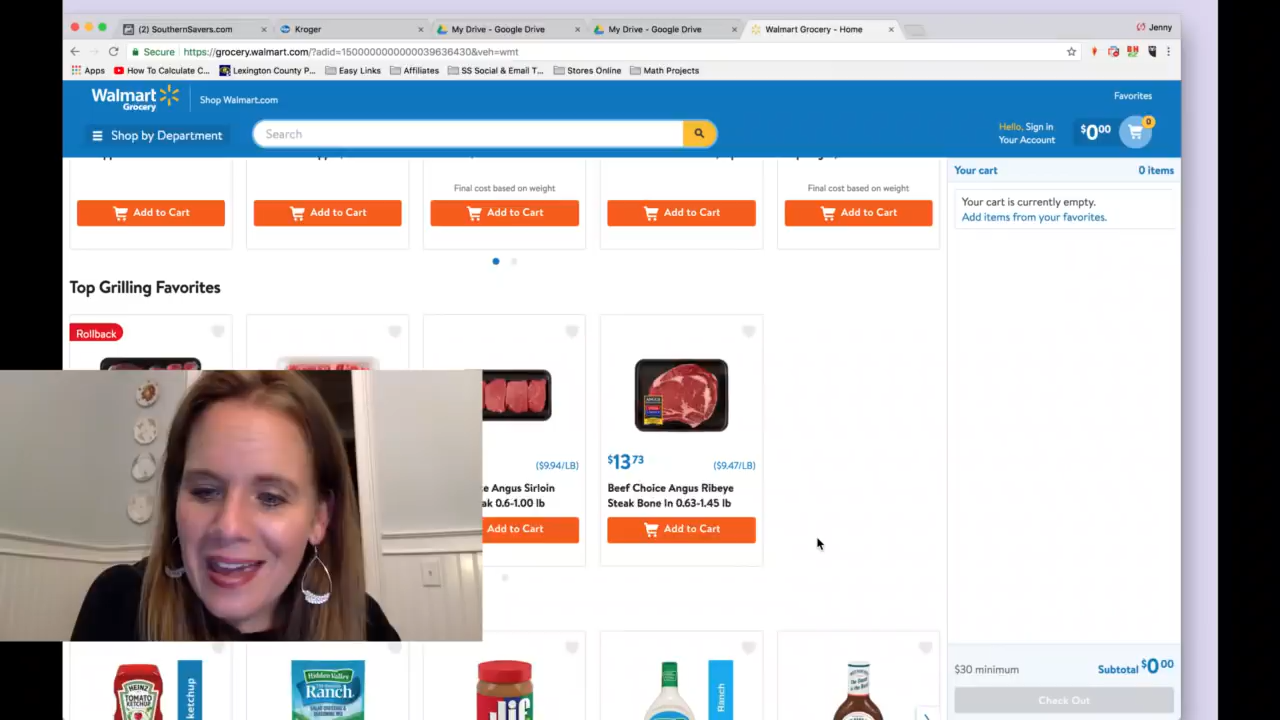 (2) SouthernSavers.com
Kroger
My Drive - Google Drive
My Drive - Google Drive
Walmart Grocery - Home
Jenny
Secure https://grocery.walmart.com/?adid=1500000000000039636430&veh=wmt
Apps
How To Calculate C...
Lexington County P...
Easy Links
Affiliates
SS Social & Email T...
Stores Online
Math Projects
Walmart
Grocery
Shop Walmart.com
Favorites
Shop by Department
Search
Hello, Sign in
Your Account
$0.00
0
Your cart
0 items
Your cart is currently empty.
Add items from your favorites.
Final cost based on weight
Final cost based on weight
Add to Cart
Add to Cart
Add to Cart
Add to Cart
Add to Cart
Top Grilling Favorites
Rollback
($9.94/LB)
$13.73
($9.47/LB)
e Angus Sirloin
ak 0.6-1.00 lb
Beef Choice Angus Ribeye
Steak Bone In 0.63-1.45 lb
Add to Cart
Add to Cart
HEINZ
TOMATO
KETCHUP
ketchup
Hidden Valley
Ranch
Jif
Ranch
$30 minimum
Subtotal $0.00
Check Out